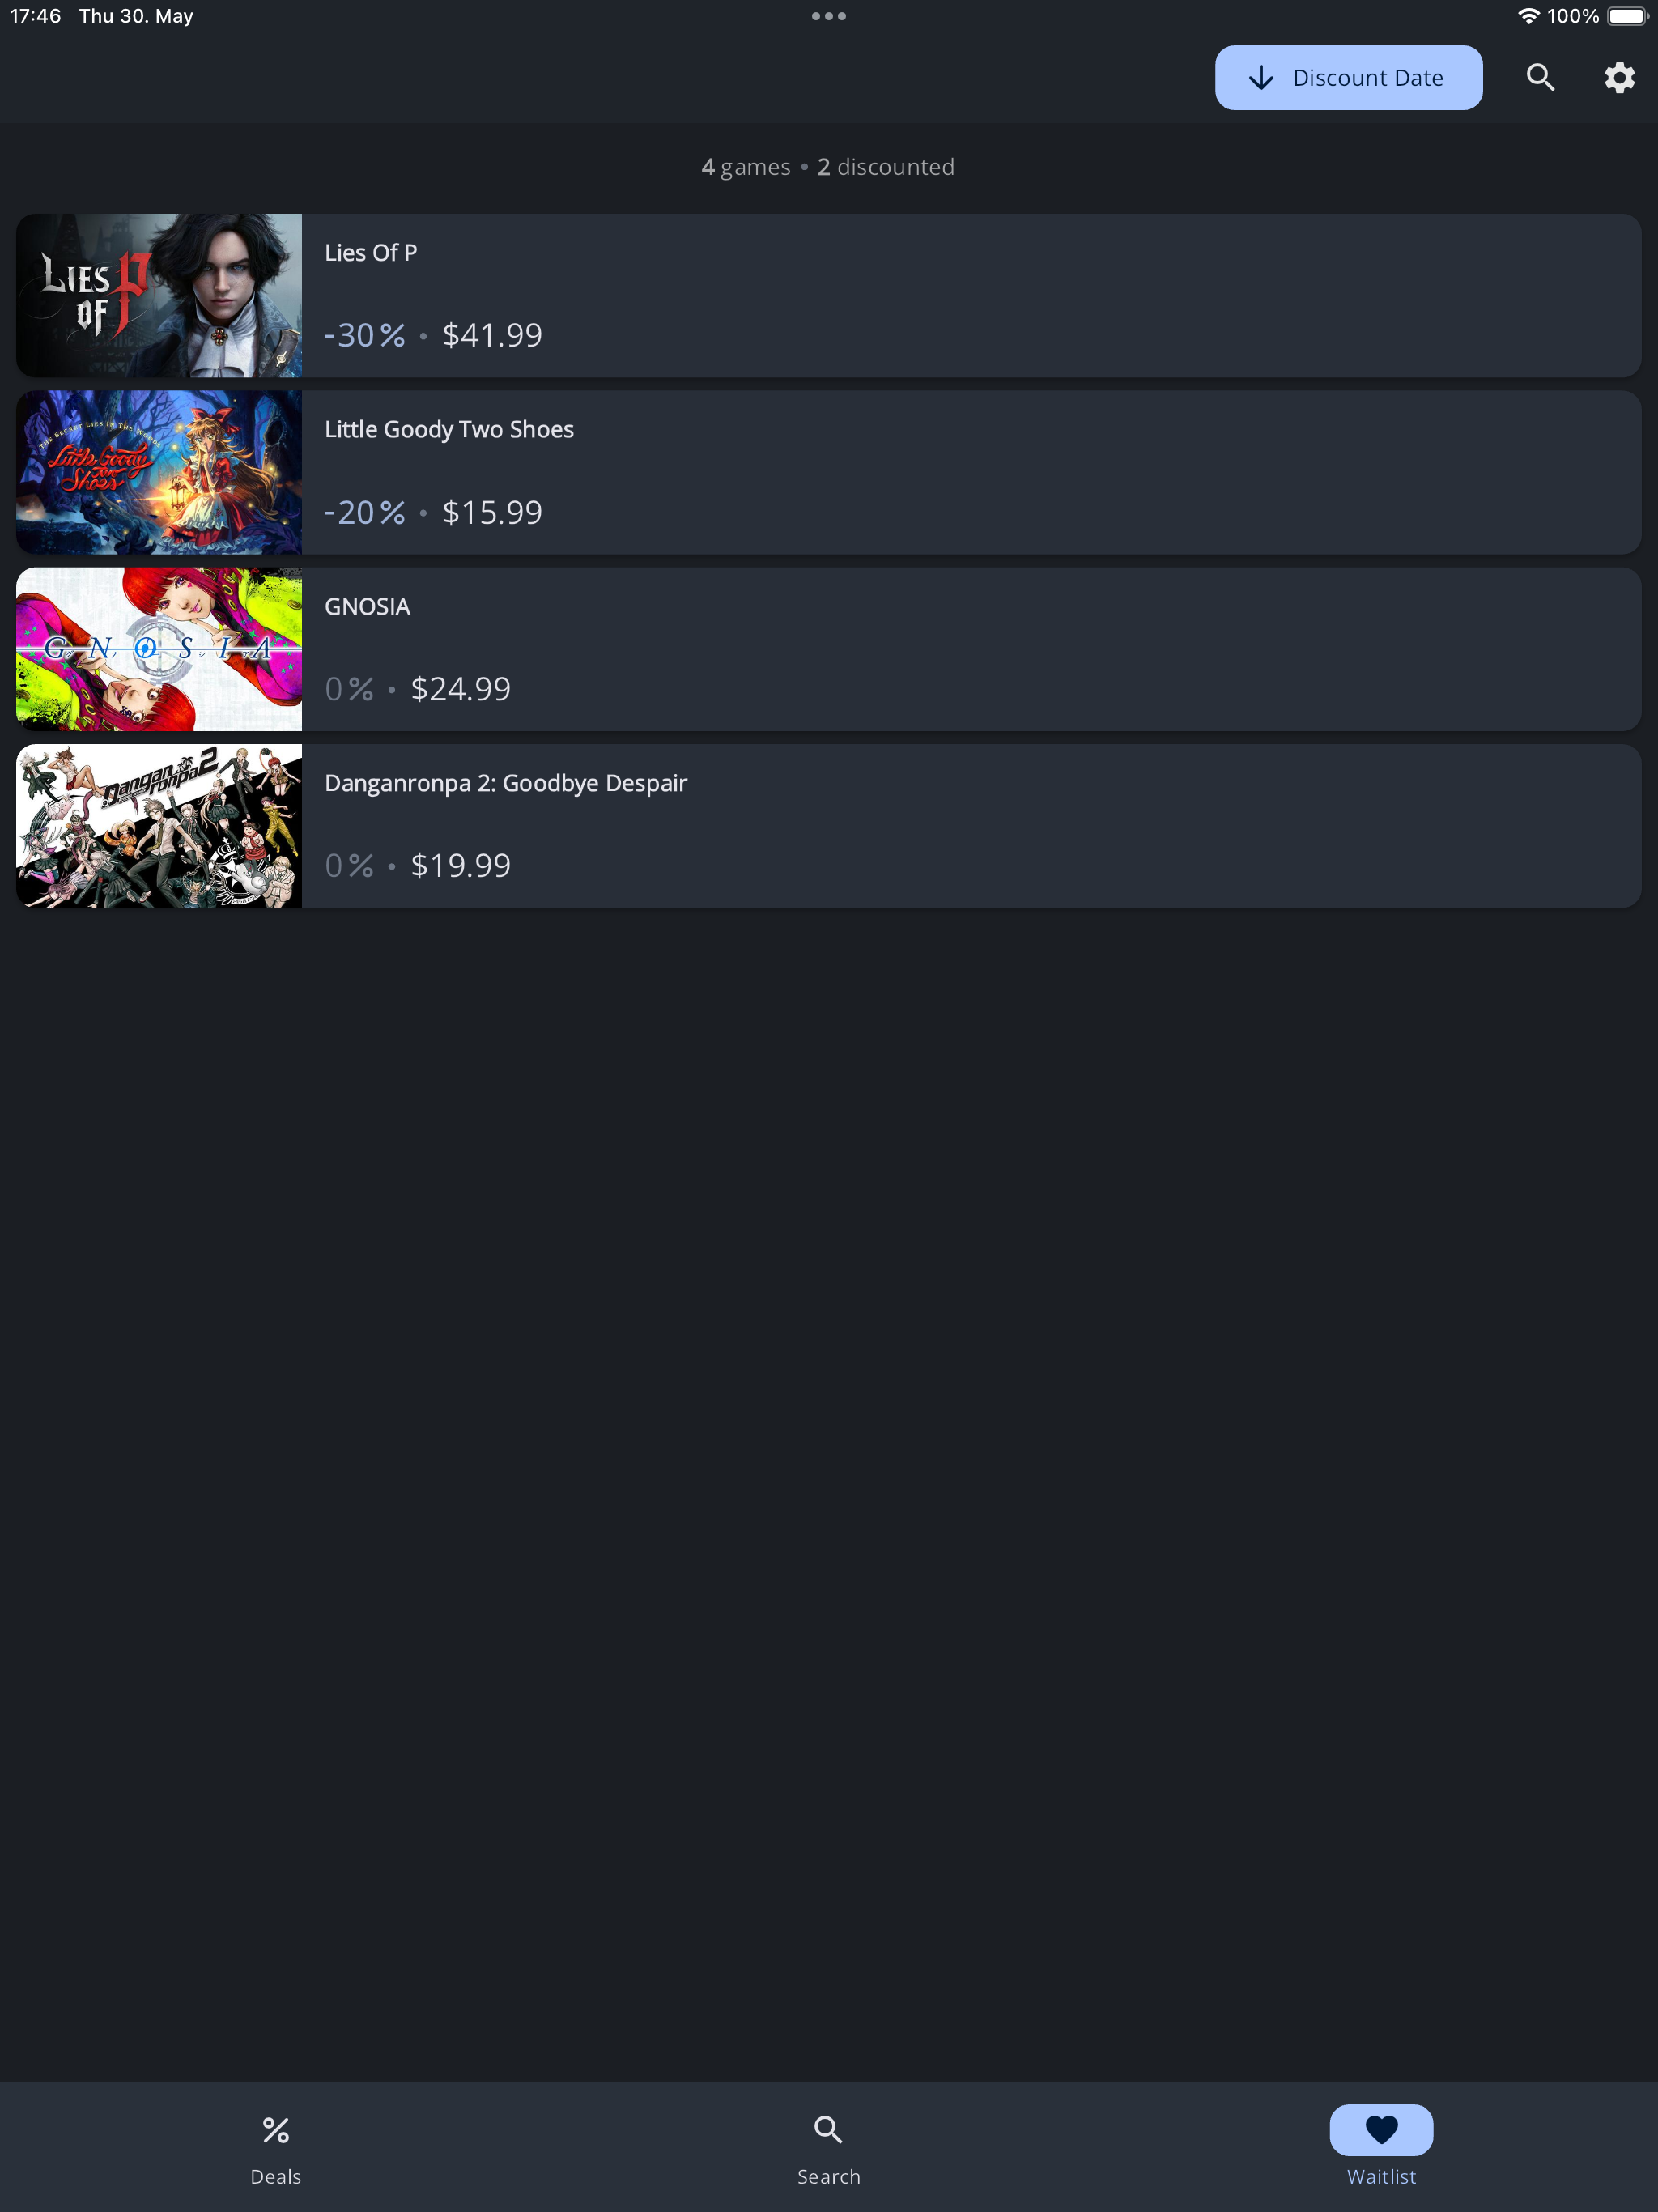 17:46 Thu 30. May
100%
Discount Date
4 games • 2 discounted
LIES OF P
Lies Of P
-30% • $41.99
THE SECRET LIES IN THE WOODS
Little Goody Two Shoes
Little Goody Two Shoes
-20% • $15.99
GNOSIA
GNOSIA
0% • $24.99
Danganronpa 2
Danganronpa 2: Goodbye Despair
0% • $19.99
Deals
Search
Waitlist